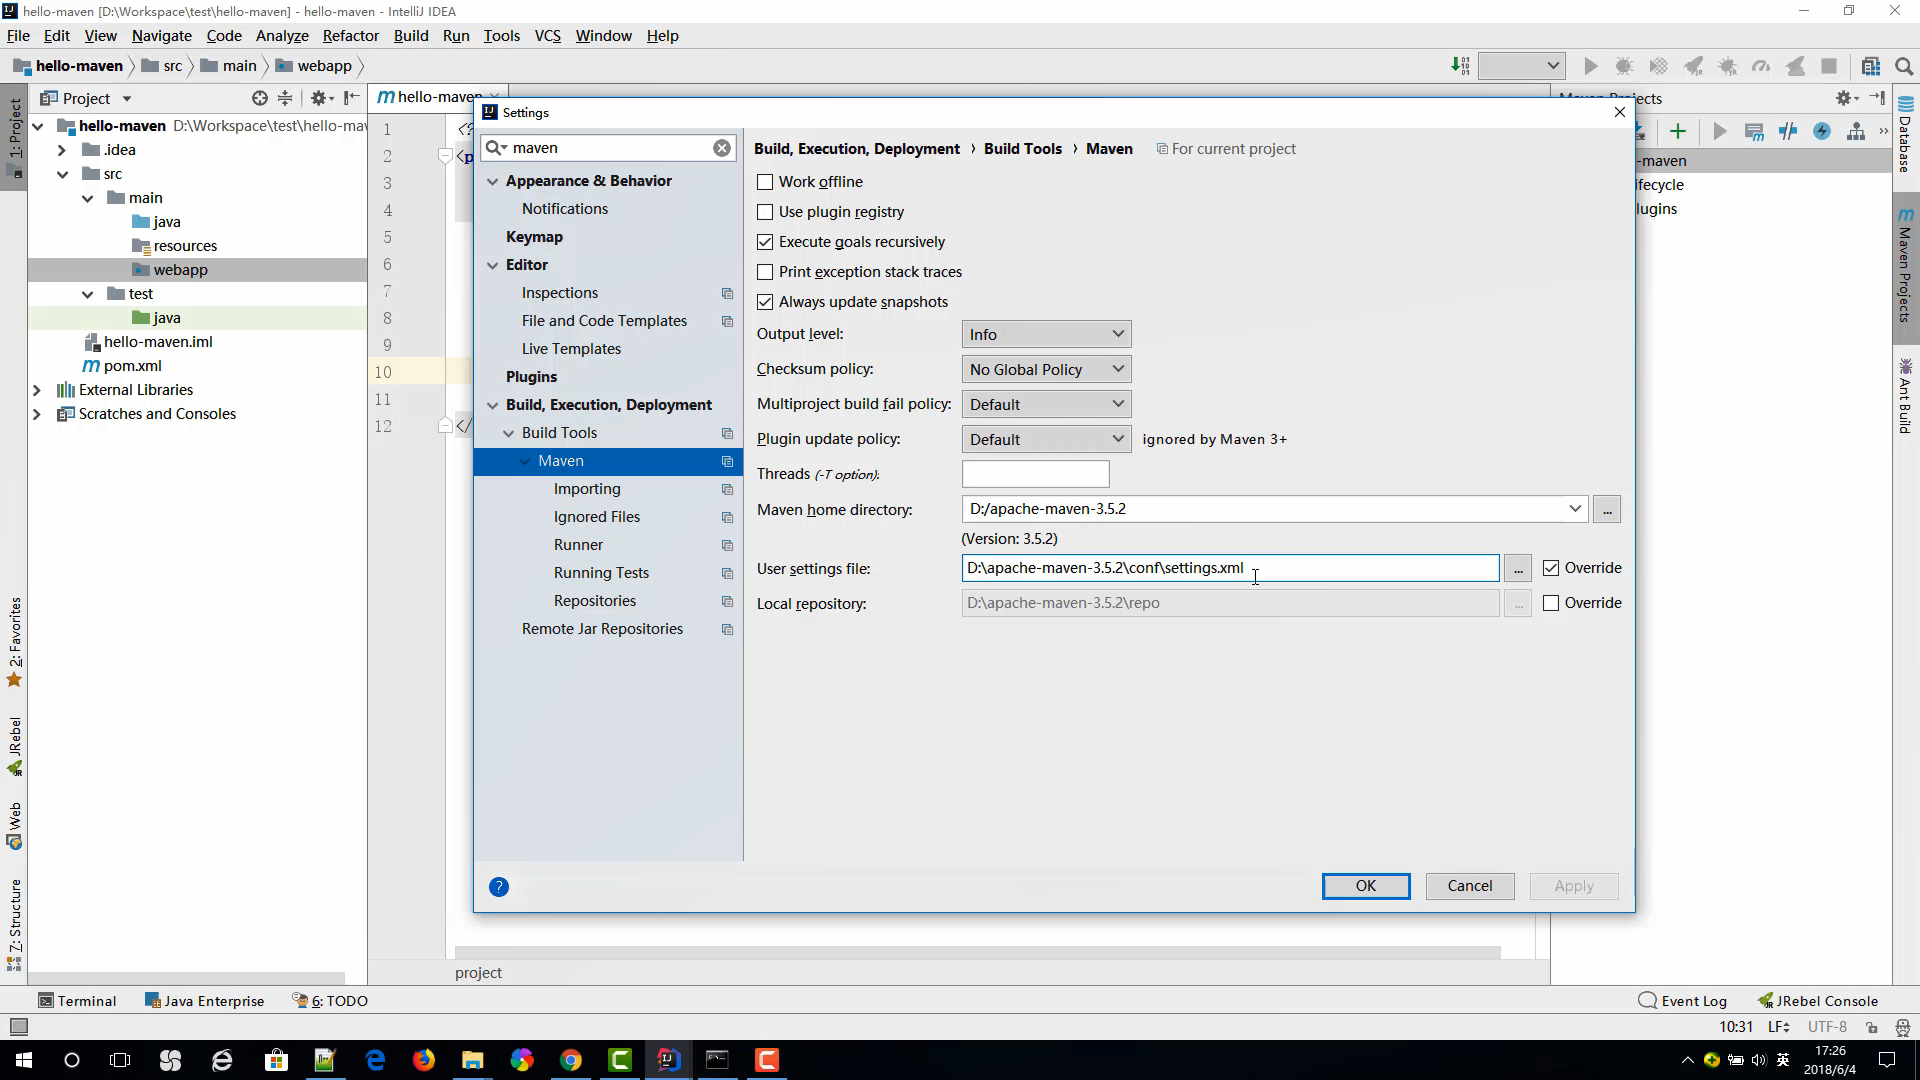 hello-maven [D:\Workspace\test\hello-maven] - hello-maven - IntelliJ IDEA
File Edit View Navigate Code Analyze Refactor Build Run Tools VCS Window Help
hello-maven src main webapp
Project
hello-maven
Settings
Maven Projects
hello-maven D:\Workspace\test\hello-mav
.idea
src
main
java
resources
webapp
test
java
hello-maven.iml
pom.xml
External Libraries
Scratches and Consoles
1
2
3
4
5
6
7
8
9
10
11
12
<?
<p
</
maven
Appearance & Behavior
Notifications
Keymap
Editor
Inspections
File and Code Templates
Live Templates
Plugins
Build, Execution, Deployment
Build Tools
Maven
Importing
Ignored Files
Runner
Running Tests
Repositories
Remote Jar Repositories
Build, Execution, Deployment › Build Tools › Maven For current project
Work offline
Use plugin registry
Execute goals recursively
Print exception stack traces
Always update snapshots
Output level: Info
Checksum policy: No Global Policy
Multiproject build fail policy: Default
Plugin update policy: Default ignored by Maven 3+
Threads (-T option):
Maven home directory: D:/apache-maven-3.5.2 ...
(Version: 3.5.2)
User settings file: D:\apache-maven-3.5.2\conf\settings.xml ... Override
Local repository: D:\apache-maven-3.5.2\repo ... Override
? OK Cancel Apply
-maven
ifecycle
lugins
1: Project
2: Favorites
JRebel
Web
7: Structure
Database
Maven Projects
Ant Build
project
Terminal Java Enterprise 6: TODO Event Log JRebel Console
10:31 LF÷ UTF-8
英 17:26
2018/6/4